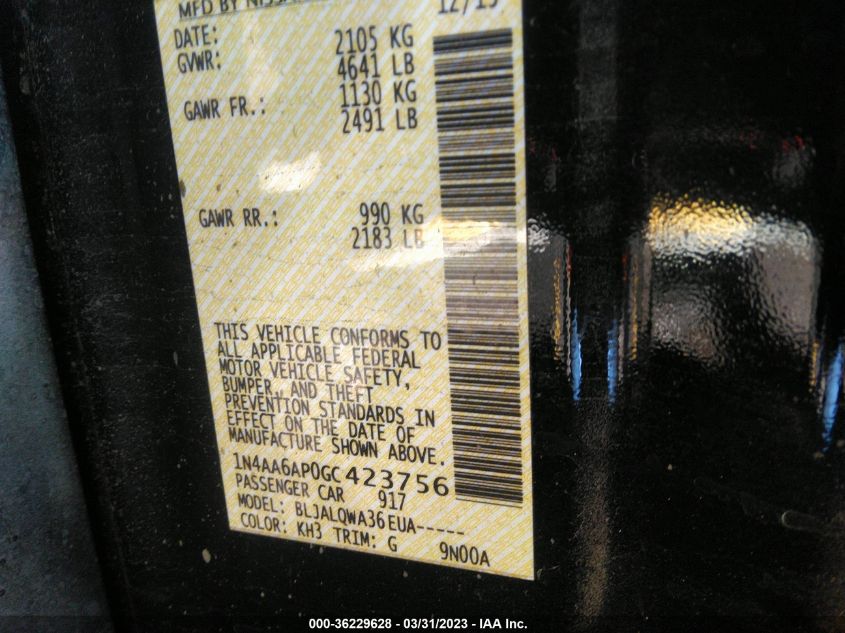 MFD BY NISSAN
DATE: 12/15
GVWR: 2105 KG
4641 LB
GAWR FR.: 1130 KG
2491 LB
GAWR RR.: 990 KG
2183 LB
THIS VEHICLE CONFORMS TO
ALL APPLICABLE FEDERAL
MOTOR VEHICLE SAFETY,
BUMPER, AND THEFT
PREVENTION STANDARDS IN
EFFECT ON THE DATE OF
MANUFACTURE SHOWN ABOVE.
1N4AA6AP0GC423756
PASSENGER CAR 917
MODEL: BLJALQWA36EUA-----
COLOR: KH3 TRIM: G 9N00A
000-36229628 - 03/31/2023 - IAA Inc.